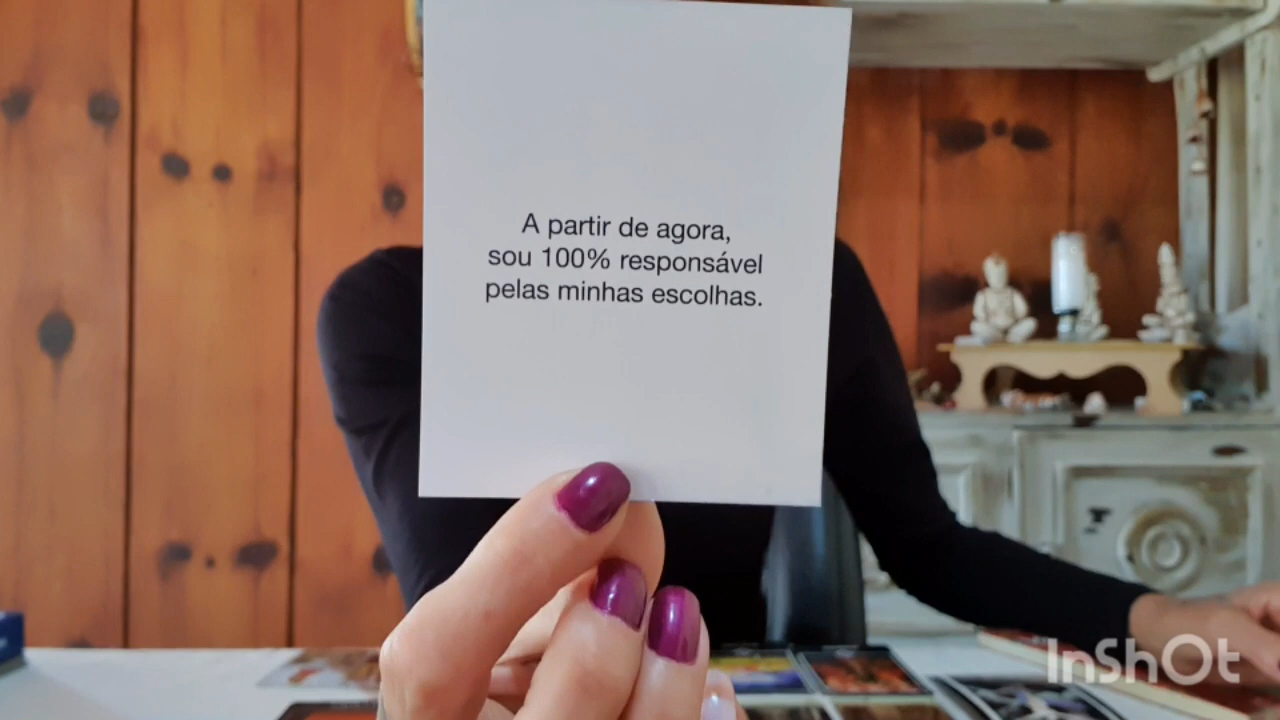 A partir de agora,
sou 100% responsável
pelas minhas escolhas.
InShOt